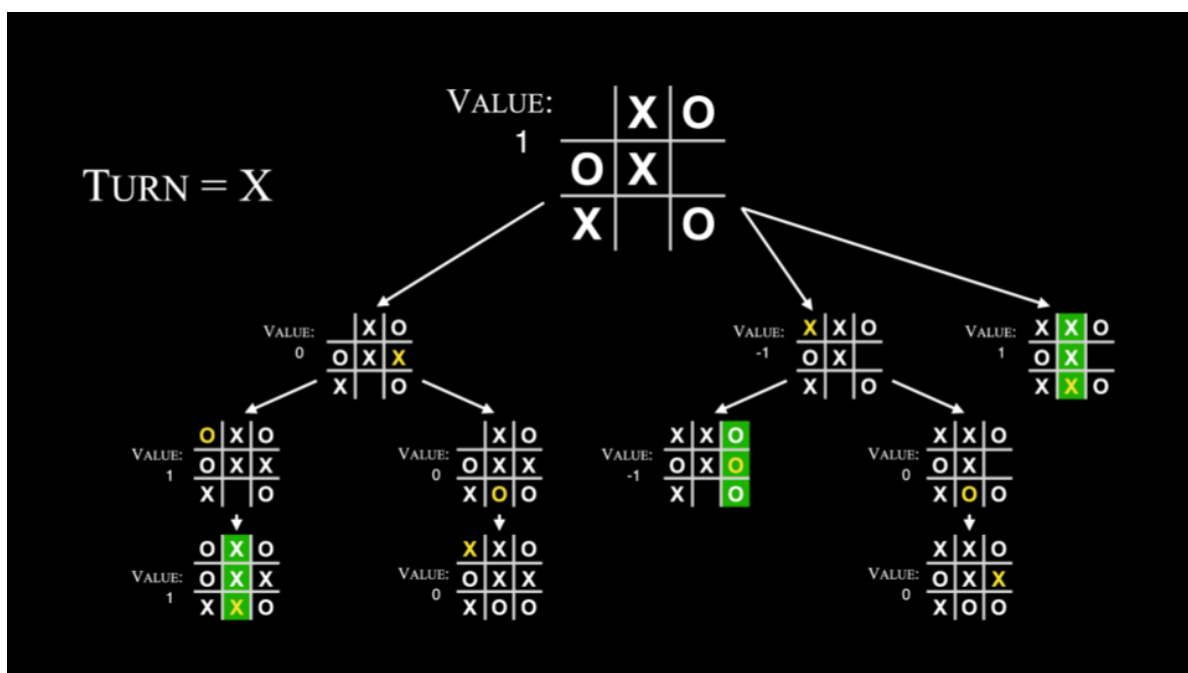 VALUE:
1
X O
O X
X O
TURN = X
VALUE:
0
X O
O X X
X O
VALUE:
-1
X X O
O X
X O
VALUE:
1
X X O
O X
X X O
VALUE:
1
O X O
O X X
X O
VALUE:
0
X O
O X X
X O O
VALUE:
-1
X X O
O X O
X O
VALUE:
0
X X O
O X
X O O
VALUE:
1
O X O
O X X
X X O
VALUE:
0
X X O
O X X
X O O
VALUE:
0
X X O
O X X
X O O